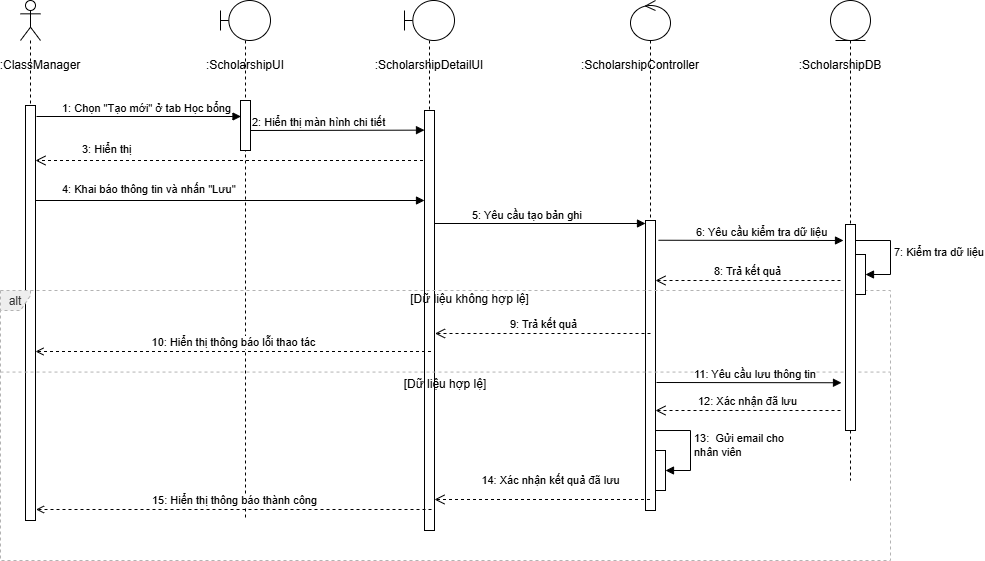 :ClassManager
:ScholarshipUI
:ScholarshipDetailUI
:ScholarshipController
:ScholarshipDB
1: Chọn "Tạo mới" ở tab Học bổng
2: Hiển thị màn hình chi tiết
3: Hiển thị
4: Khai báo thông tin và nhấn "Lưu"
5: Yêu cầu tạo bản ghi
6: Yêu cầu kiểm tra dữ liệu
7: Kiểm tra dữ liệu
8: Trả kết quả
alt
[Dữ liệu không hợp lệ]
9: Trả kết quả
10: Hiển thị thông báo lỗi thao tác
[Dữ liệu hợp lệ]
11: Yêu cầu lưu thông tin
12: Xác nhận đã lưu
13: Gửi email cho
nhân viên
14: Xác nhận kết quả đã lưu
15: Hiển thị thông báo thành công